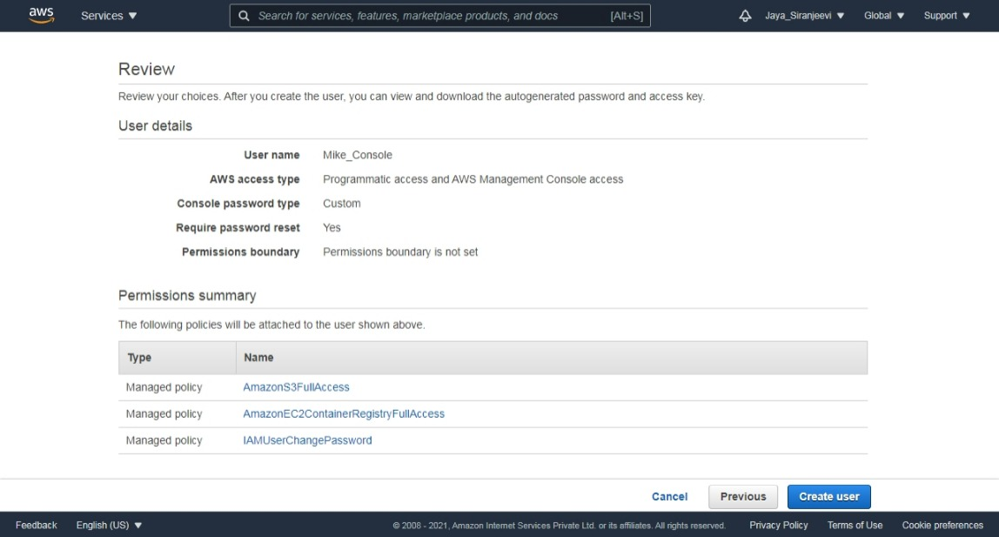 aws Services Search for services, features, marketplace products, and docs [Alt+S] Jaya_Siranjeevi Global Support
Review
Review your choices. After you create the user, you can view and download the autogenerated password and access key.
User details
User name Mike_Console
AWS access type Programmatic access and AWS Management Console access
Console password type Custom
Require password reset Yes
Permissions boundary Permissions boundary is not set
Permissions summary
The following policies will be attached to the user shown above.
Type Name
Managed policy AmazonS3FullAccess
Managed policy AmazonEC2ContainerRegistryFullAccess
Managed policy IAMUserChangePassword
Cancel Previous Create user
Feedback English (US) © 2008 - 2021, Amazon Internet Services Private Ltd. or its affiliates. All rights reserved. Privacy Policy Terms of Use Cookie preferences